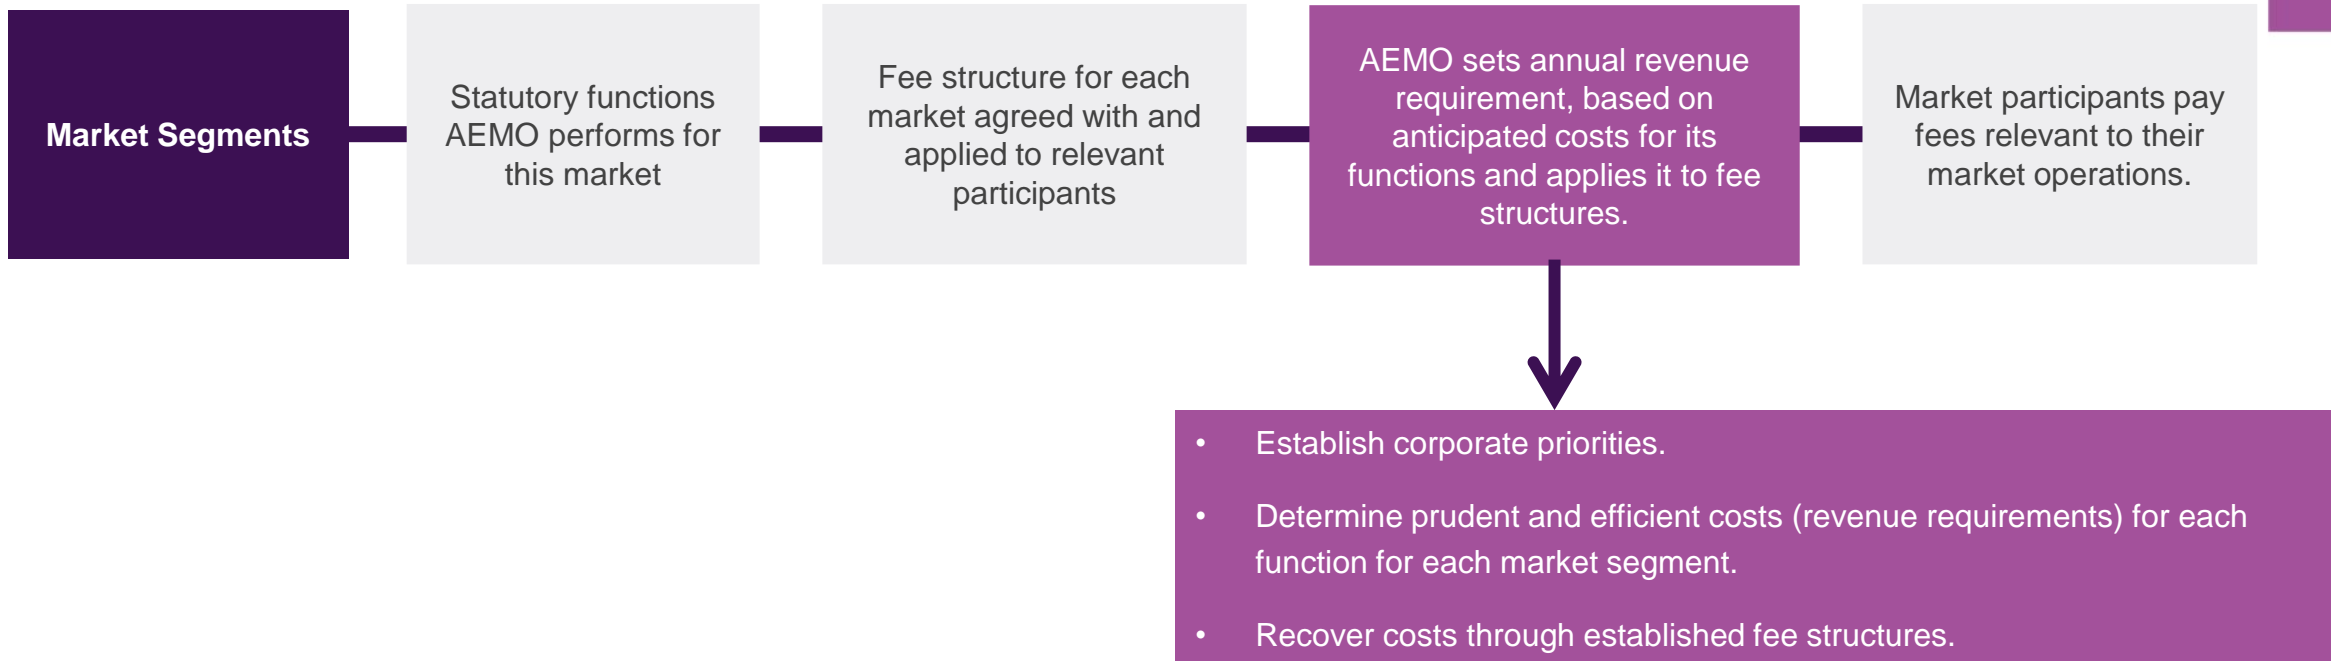 Market Segments
Statutory functions
AEMO performs for
this market
Fee structure for each
market agreed with and
applied to relevant
participants
AEMO sets annual revenue
requirement, based on
anticipated costs for its
functions and applies it to fee
structures.
Market participants pay
fees relevant to their
market operations.
• Establish corporate priorities.
• Determine prudent and efficient costs (revenue requirements) for each
function for each market segment.
• Recover costs through established fee structures.